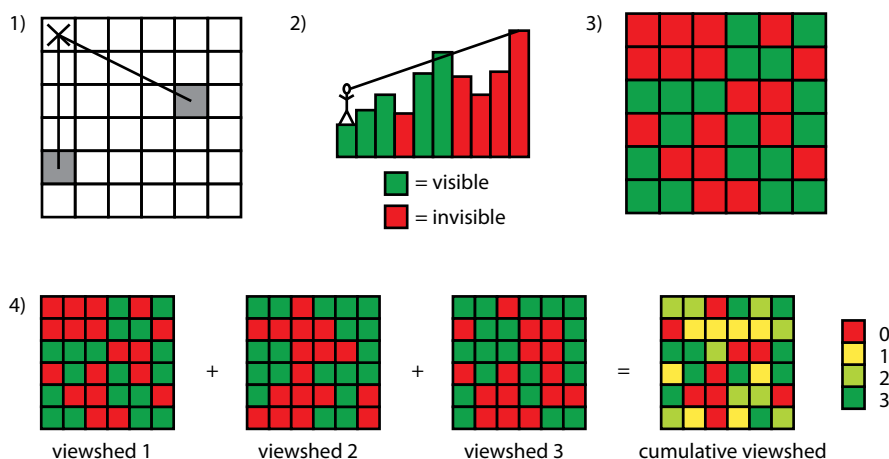 1)
2)
3)
= visible
= invisible
4)
+
+
=
0
1
2
3
viewshed 1
viewshed 2
viewshed 3
cumulative viewshed